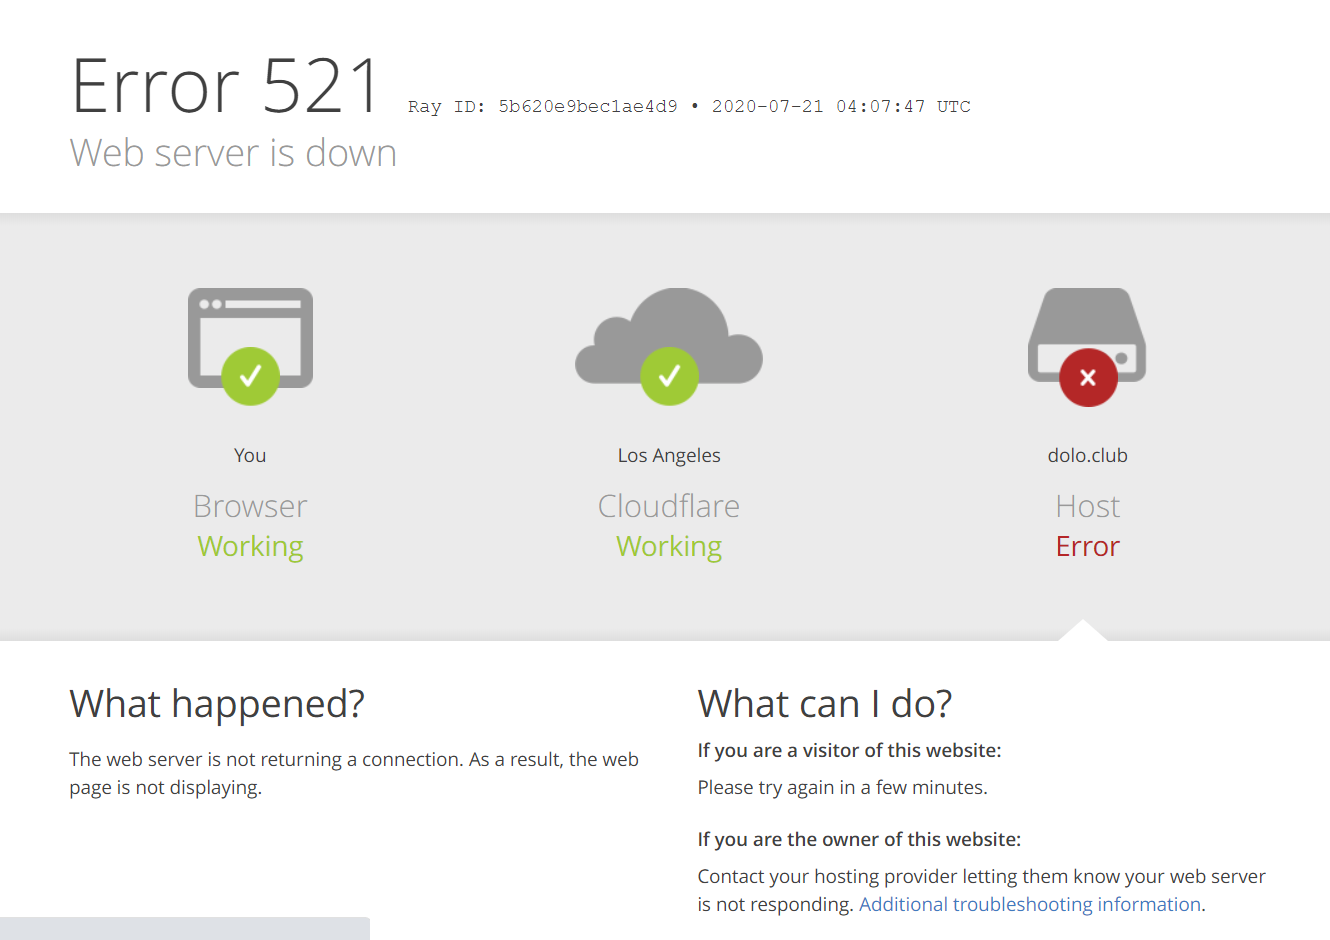 Error 521 Ray ID: 5b620e9bec1ae4d9 • 2020-07-21 04:07:47 UTC
Web server is down
You
Browser
Working
Los Angeles
Cloudflare
Working
dolo.club
Host
Error
What happened?
The web server is not returning a connection. As a result, the web
page is not displaying.
What can I do?
If you are a visitor of this website:
Please try again in a few minutes.
If you are the owner of this website:
Contact your hosting provider letting them know your web server
is not responding. Additional troubleshooting information.